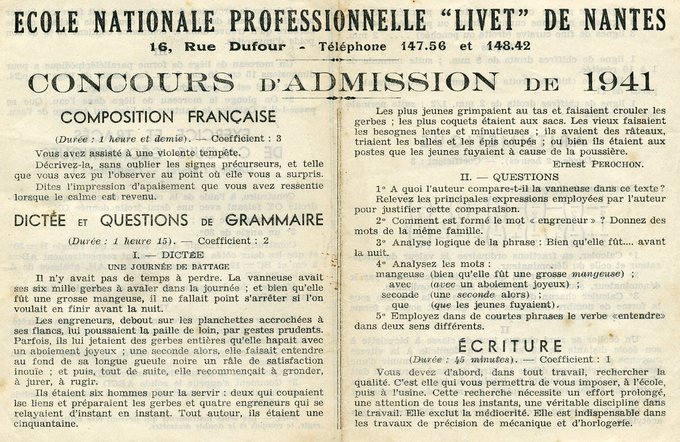 ECOLE NATIONALE PROFESSIONNELLE "LIVET" DE NANTES
16, Rue Dufour - Téléphone 147.56 et 148.42
CONCOURS D'ADMISSION DE 1941
COMPOSITION FRANÇAISE
(Durée : 1 heure et demie). — Coefficient : 3
Vous avez assisté à une violente tempête.
Décrivez-la, sans oublier les signes précurseurs, et telle
que vous avez pu l'observer au point où elle vous a surpris.
Dites l'impression d'apaisement que vous avez ressentie
lorsque le calme est revenu.
DICTÉE ET QUESTIONS DE GRAMMAIRE
(Durée : 1 heure 15). — Coefficient : 2
I. — DICTÉE
UNE JOURNÉE DE BATTAGE
Il n'y avait pas de temps à perdre. La vanneuse avait
ses six mille gerbes à avaler dans la journée ; et bien qu'elle
fût une grosse mangeuse, il ne fallait point s'arrêter si l'on
voulait en finir avant la nuit.
Les engreneurs, debout sur les planchettes accrochées à
ses flancs, lui poussaient la paille de loin, par gestes prudents.
Parfois, ils lui jetaient des gerbes entières qu'elle hapait avec
un aboiement joyeux ; une seconde alors, elle faisait entendre
au fond de sa longue gueule noire un râle de satisfaction
inouïe ; et puis, tout de suite, elle recommençait à gronder,
à jurer, à rugir.
Ils étaient six hommes pour la servir : deux qui coupaient
lse liens et préparaient les gerbes et quatre engreneurs qui se
relayaient d'instant en instant. Tout autour, ils étaient une
cinquantaine.
Les plus jeunes grimpaient au tas et faisaient crouler les
gerbes ; les plus coquets étaient aux sacs. Les vieux faisaient
les besognes lentes et minutieuses ; ils avaient des râteaux,
triaient les balles et les épis coupés ; ou bien ils étaient aux
postes que les jeunes fuyaient à cause de la poussière.
Ernest PEROCHON.
II. — QUESTIONS
1° A quoi l'auteur compare-t-il la vanneuse dans ce texte ?
Relevez les principales expressions employées par l'auteur
pour justifier cette comparaison.
2° Comment est formé le mot « engreneur » ? Donnez des
mots de la même famille.
3° Analyse logique de la phrase : Bien qu'elle fût.... avant
la nuit.
4° Analysez les mots :
mangeuse (bien qu'elle fût une grosse mangeuse) ;
avec (avec un aboiement joyeux) ;
seconde (une seconde alors) ;
que (que les jeunes fuyaient).
5° Employez dans de courtes phrases le verbe «entendre»
dans deux sens différents.
ÉCRITURE
(Durée : 45 minutes). — Coefficient : 1
Vous devez d'abord, dans tout travail, rechercher la
qualité. C'est elle qui vous permettra de vous imposer, à l'école,
puis à l'usine. Cette recherche nécessite un effort prolongé,
une attention de tous les instants, une véritable discipline dans
le travail. Elle exclut la médiocrité. Elle est indispensable dans
les travaux de précision de mécanique et d'horlogerie.